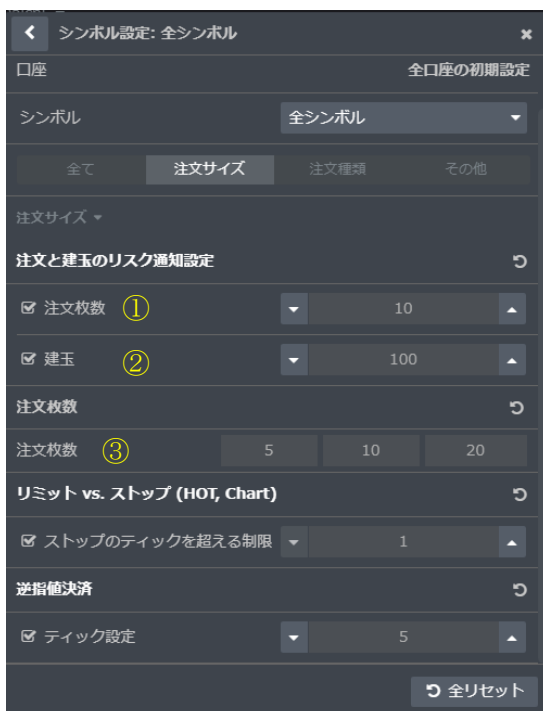 シンボル設定: 全シンボル
口座 全口座の初期設定
シンボル 全シンボル
全て 注文サイズ 注文種類 その他
注文サイズ
注文と建玉のリスク通知設定
注文枚数 ① 10
建玉 ② 100
注文枚数
注文枚数 ③ 5 10 20
リミット vs. ストップ (HOT, Chart)
ストップのティックを超える制限 1
逆指値決済
ティック設定 5
全リセット